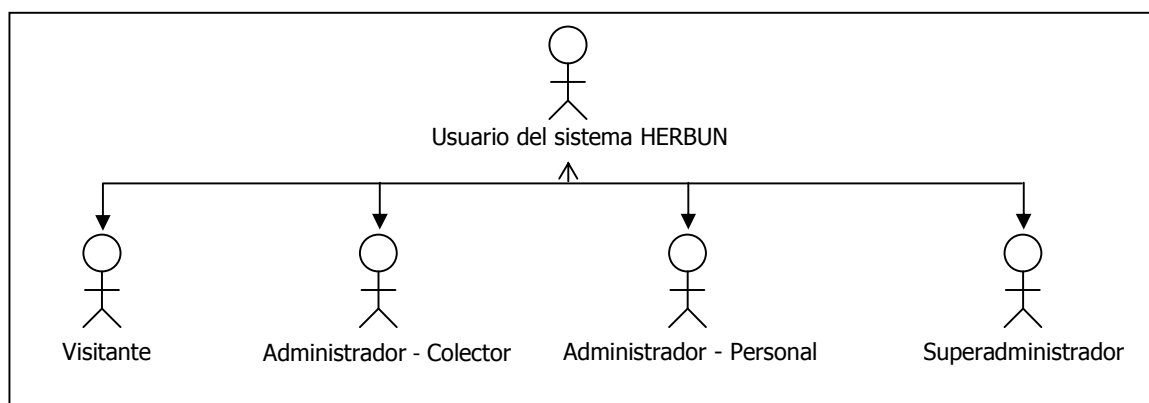 Usuario del sistema HERBUN
Visitante
Administrador - Colector
Administrador - Personal
Superadministrador